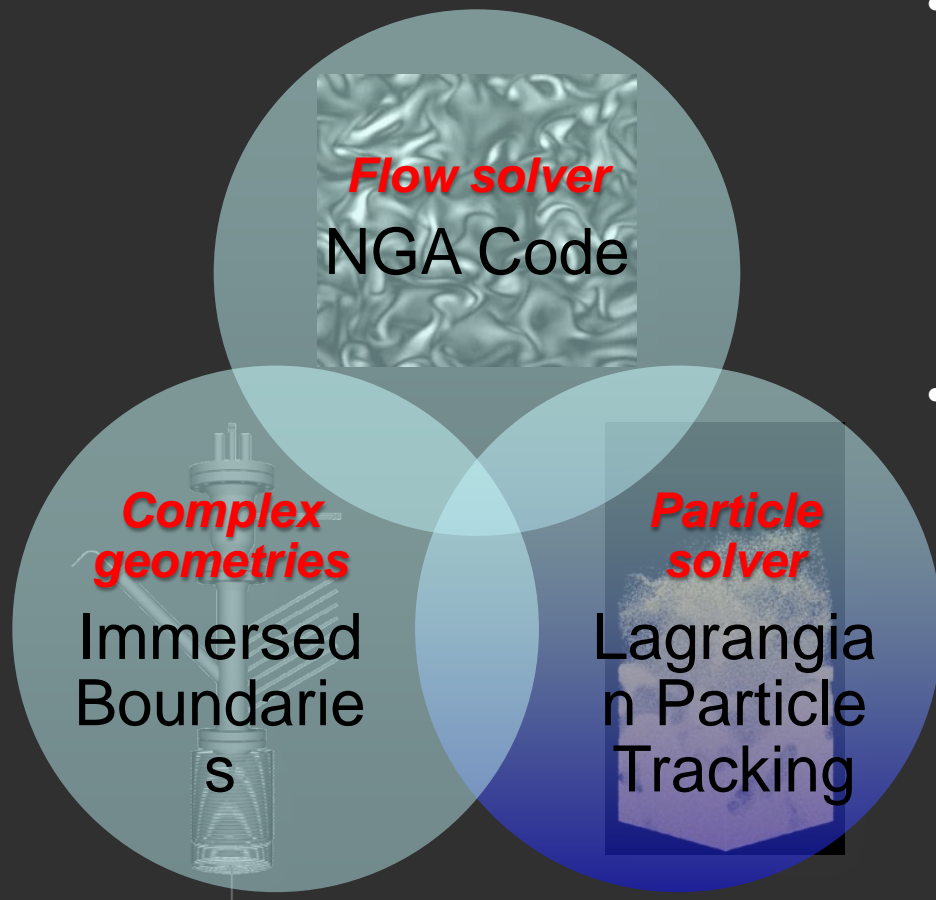 Flow solver
NGA Code
Complex
geometries
Immersed
Boundarie
s
Particle
solver
Lagrangia
n Particle
Tracking